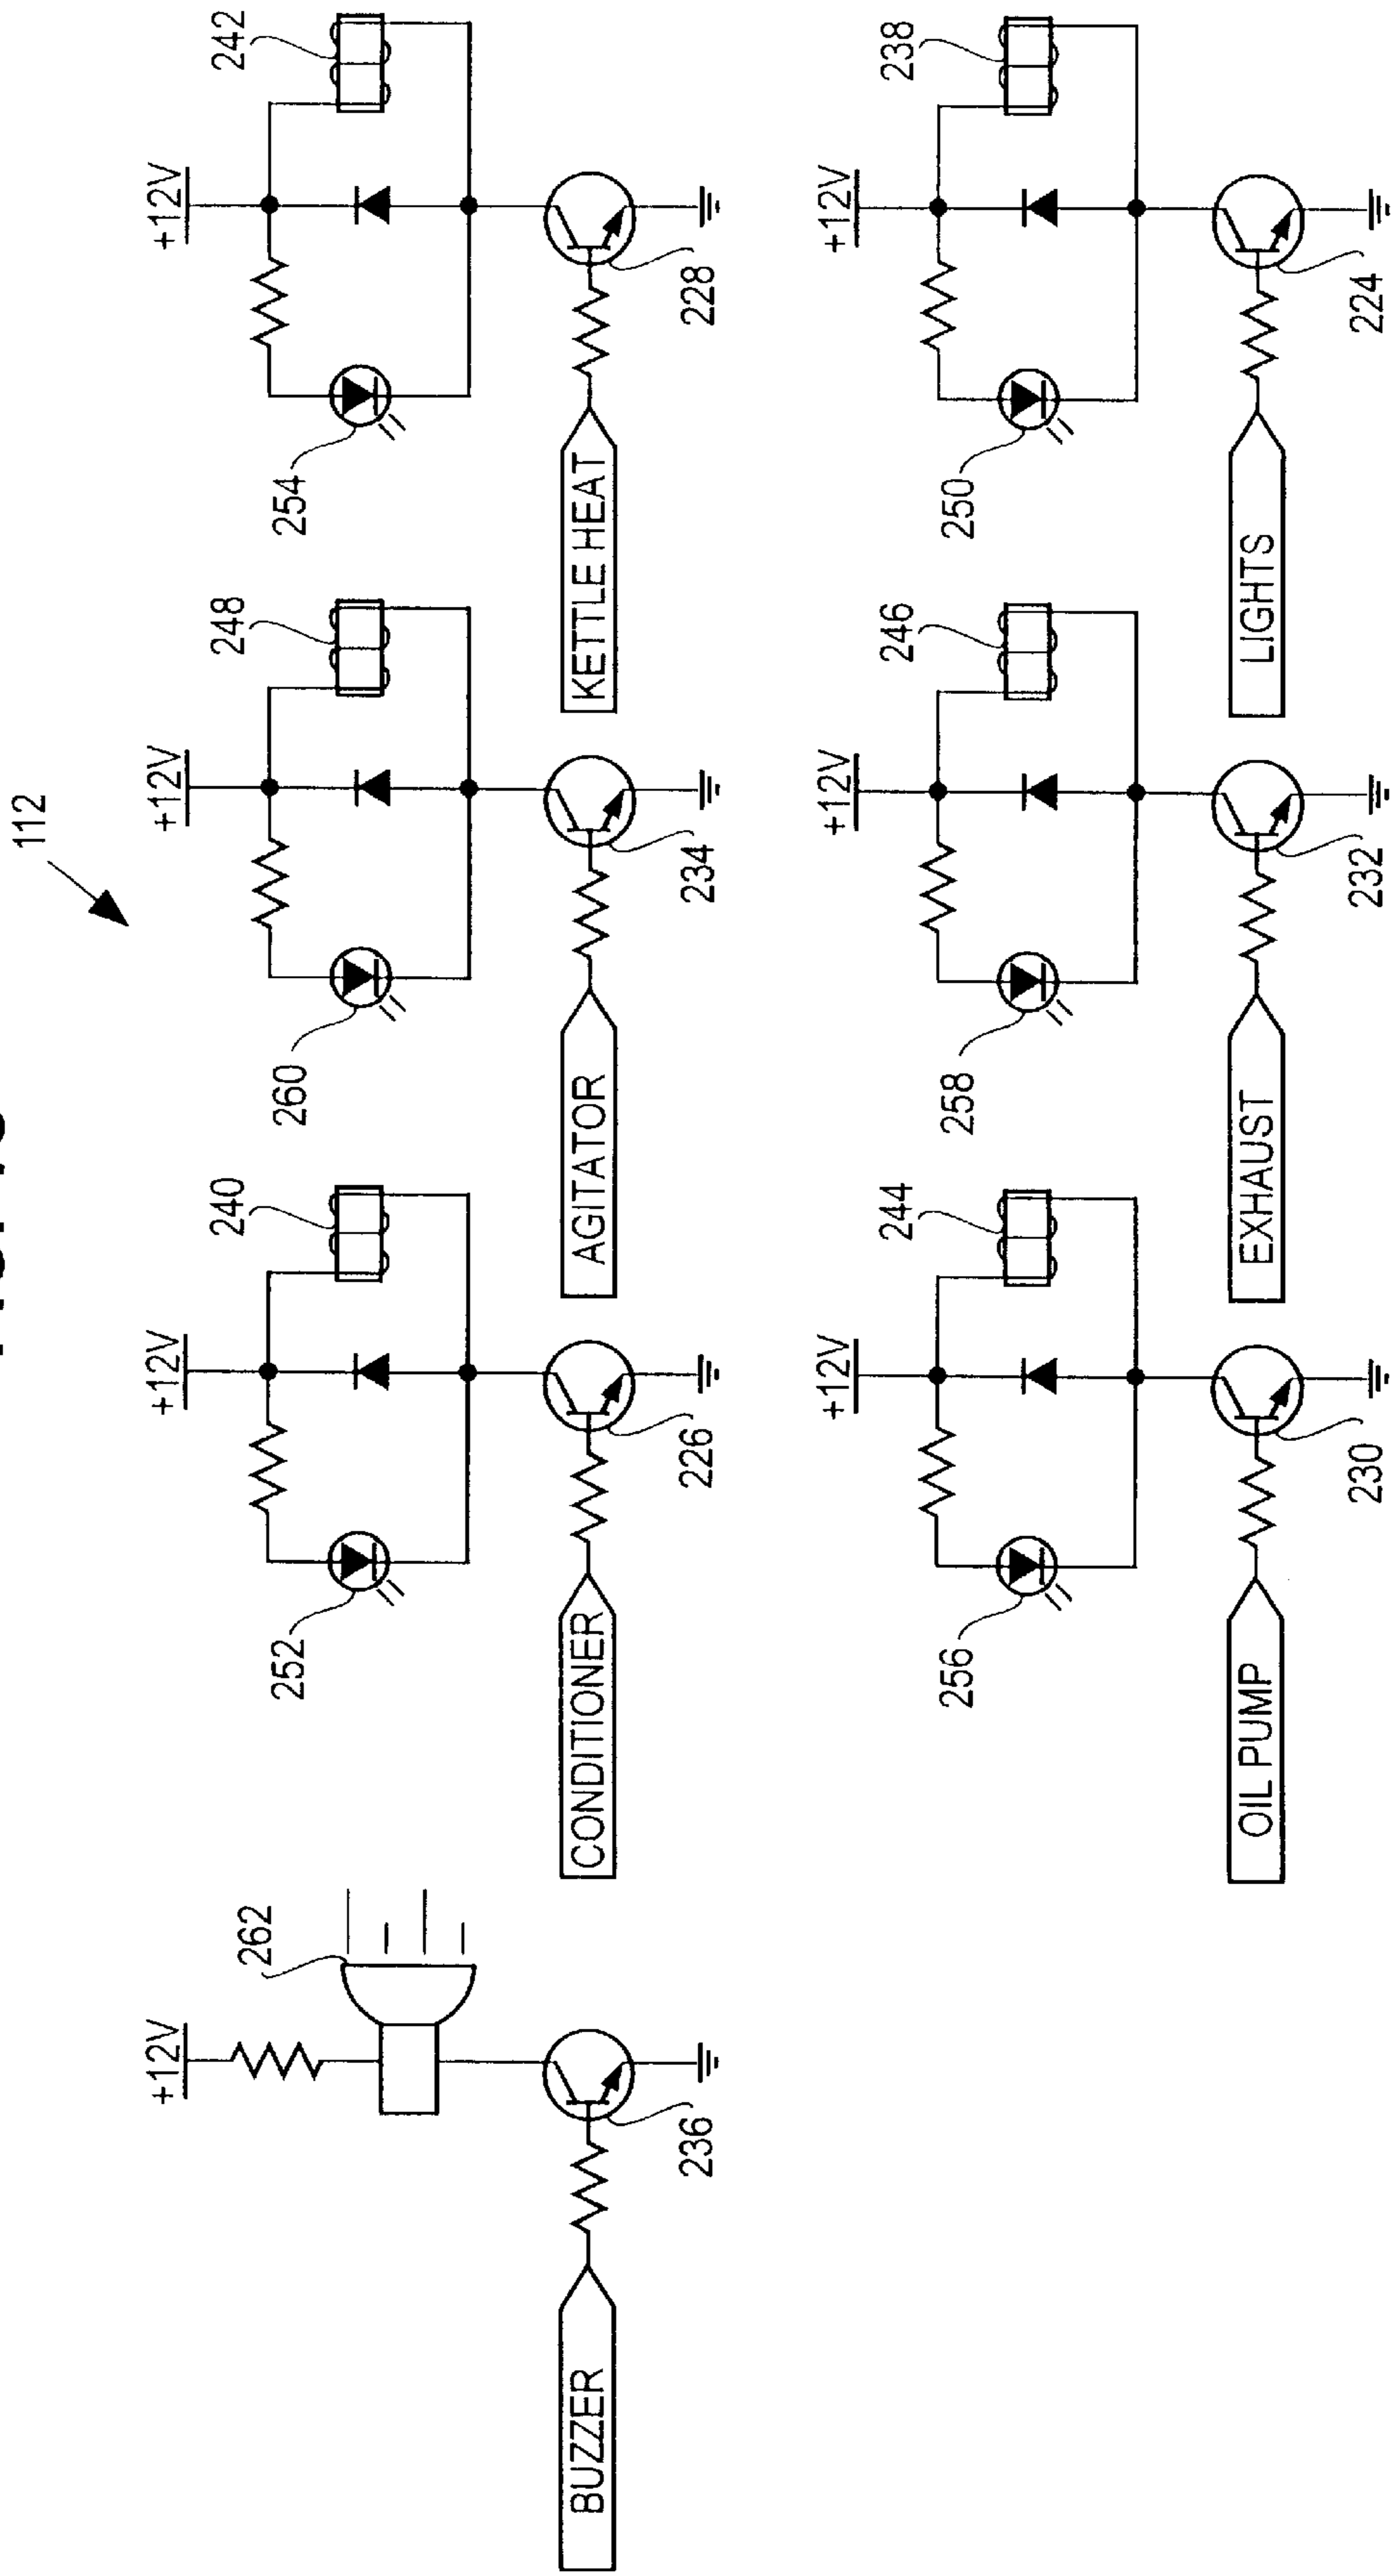 112
+12V
262
236
BUZZER
+12V
240
252
226
CONDITIONER
+12V
248
260
234
AGITATOR
+12V
242
254
228
KETTLE HEAT
+12V
244
256
230
OIL PUMP
+12V
246
258
232
EXHAUST
+12V
238
250
224
LIGHTS